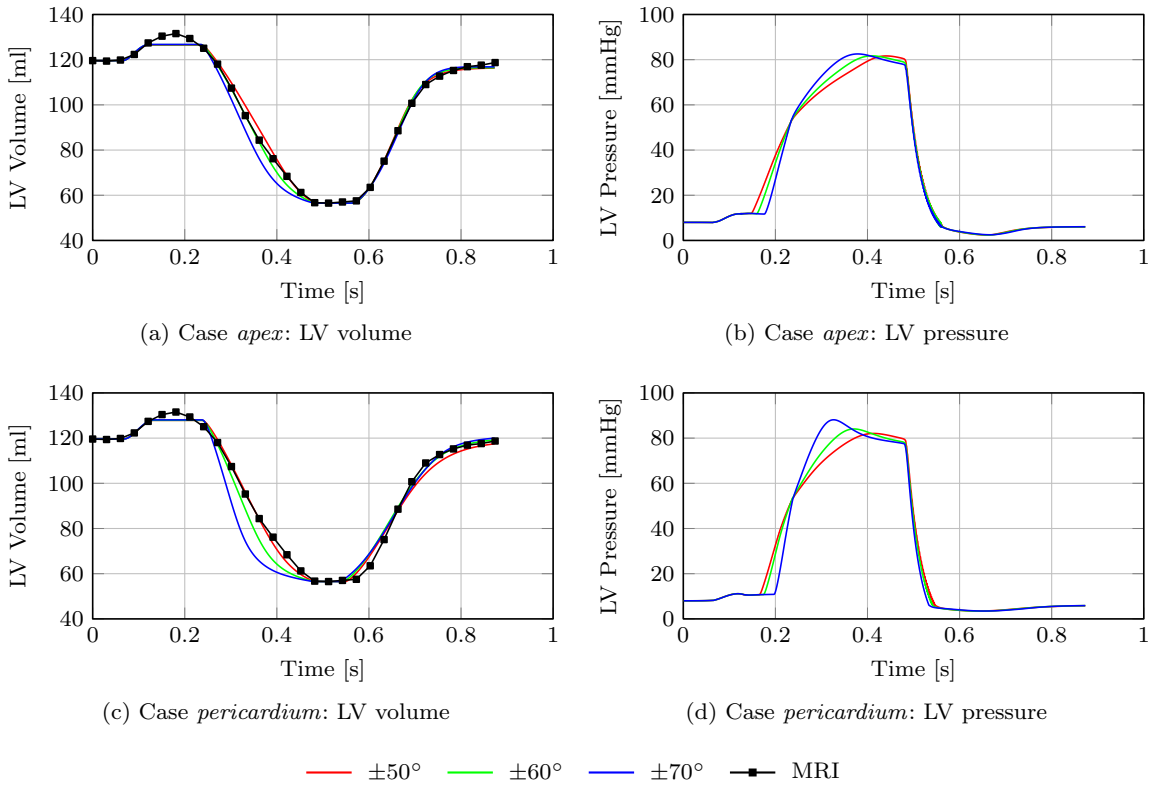 140
120
100
80
60
40
LV Volume [ml]
0 0.2 0.4 0.6 0.8 1
Time [s]
(a) Case apex: LV volume
100
80
60
40
20
0
LV Pressure [mmHg]
0 0.2 0.4 0.6 0.8 1
Time [s]
(b) Case apex: LV pressure
140
120
100
80
60
40
LV Volume [ml]
0 0.2 0.4 0.6 0.8 1
Time [s]
(c) Case pericardium: LV volume
100
80
60
40
20
0
LV Pressure [mmHg]
0 0.2 0.4 0.6 0.8 1
Time [s]
(d) Case pericardium: LV pressure
±50° ±60° ±70° MRI